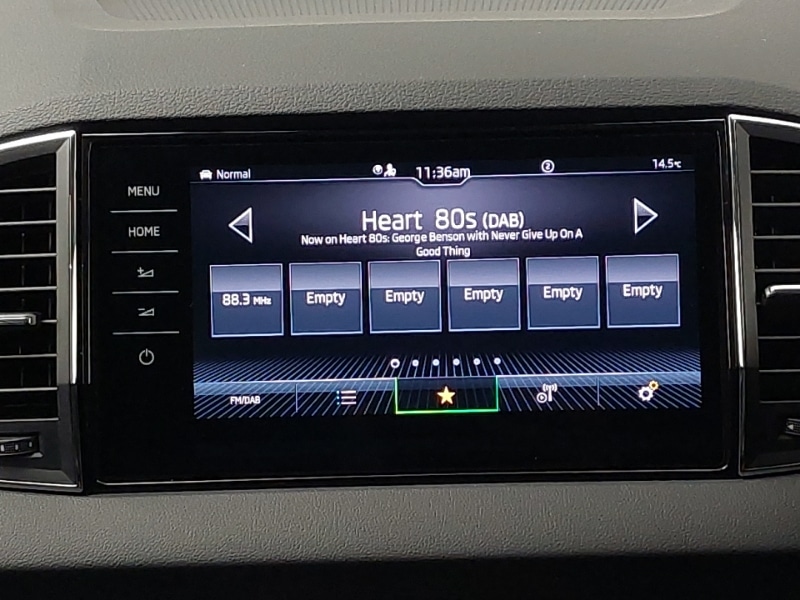 Normal
11:36am
2
14.5°C
MENU
HOME
Heart 80s (DAB)
Now on Heart 80s: George Benson with Never Give Up On A
Good Thing
88.3 MHz
Empty
Empty
Empty
Empty
Empty
FM/DAB